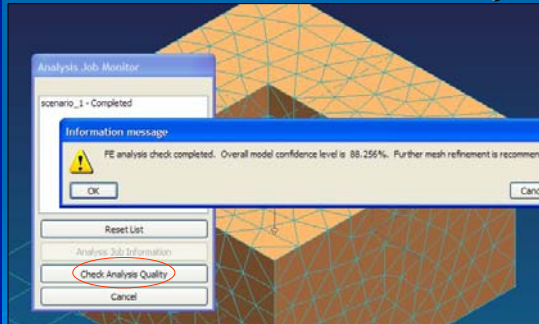 Analysis Job Monitor
scenario_1 - Completed
Information message
FE analysis check completed. Overall model confidence level is 88.256%. Further mesh refinement is recommen
OK
Canc
Reset List
Analysis Job Information
Check Analysis Quality
Cancel